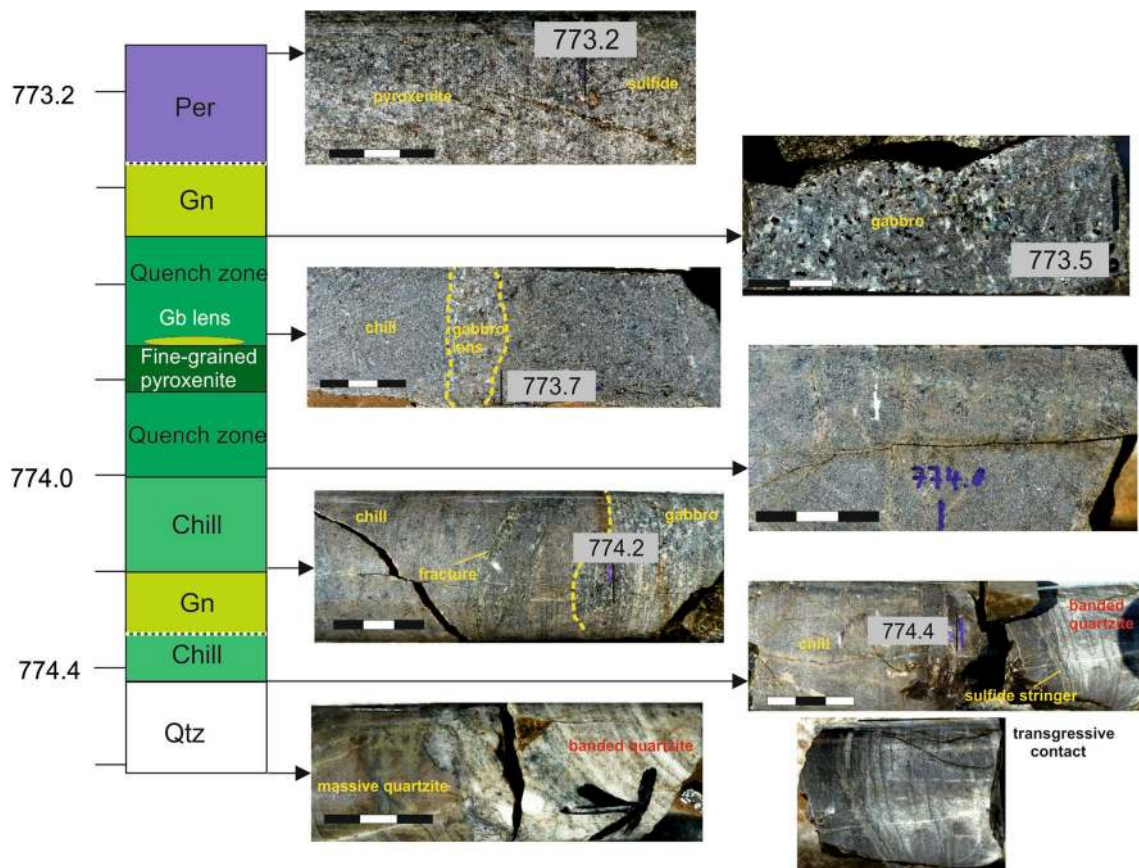 773.2
Per
Gn
Quench zone
Gb lens
Fine-grained
pyroxenite
Quench zone
774.0
Chill
Gn
Chill
774.4
Qtz
773.2
sulfide
pyroxenite
gabbro
773.5
chill
gabbro
lens
773.7
774.0
chill
gabbro
774.2
fracture
banded
quartzite
774.4
chill
sulfide stringer
banded quartzite
massive quartzite
transgressive
contact